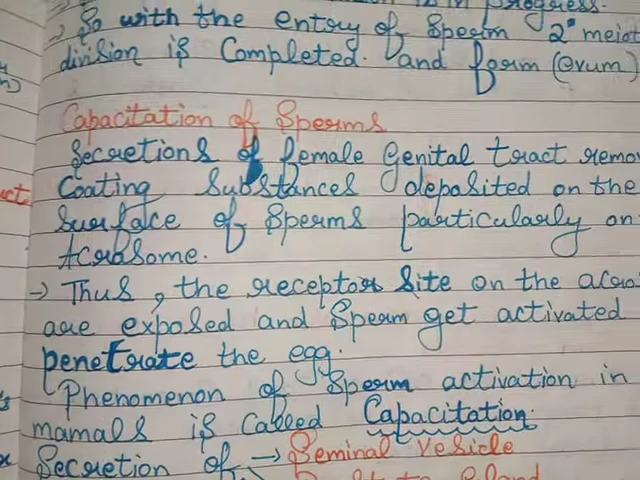 progress.
→ So with the entry of Sperm 2° meiot
division is Completed. and form (ovum)
Capacitation of Sperms
Secretions of female genital tract remo
Coating Substances deposited on the
Surface of Sperms particularly on
Acrosome.
→ Thus, the receptor site on the acro
are exposed and Sperm get activated
penetrate the egg.
Phenomenon of Sperm activation in
mamals is Called Capacitation.
Secretion of → Seminal Vesicle